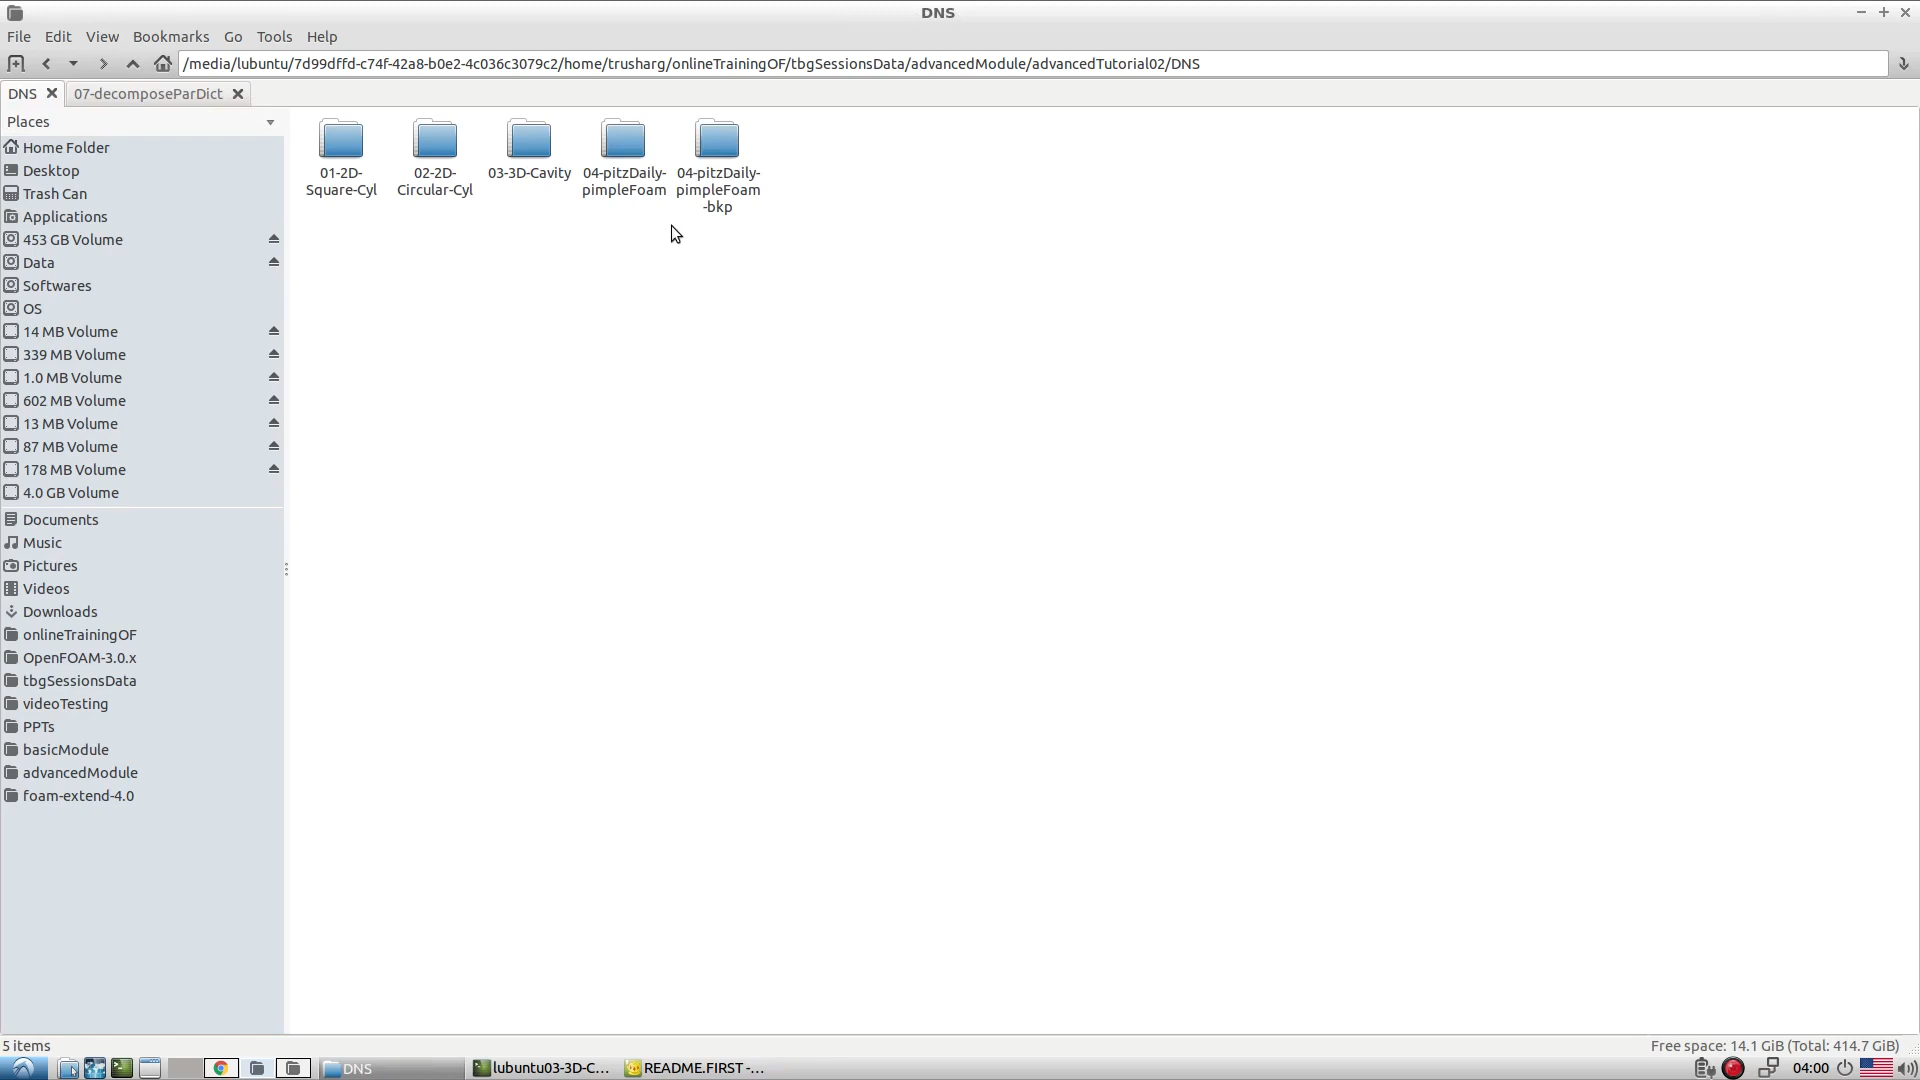 DNS
File Edit View Bookmarks Go Tools Help
/media/lubuntu/7d99dffd-c74f-42a8-b0e2-4c036c3079c2/home/trusharg/onlineTrainingOF/tbgSessionsData/advancedModule/advancedTutorial02/DNS
DNS 07-decomposeParDict
Places
Home Folder
Desktop
Trash Can
Applications
453 GB Volume
Data
Softwares
OS
14 MB Volume
339 MB Volume
1.0 MB Volume
602 MB Volume
13 MB Volume
87 MB Volume
178 MB Volume
4.0 GB Volume
Documents
Music
Pictures
Videos
Downloads
onlineTrainingOF
OpenFOAM-3.0.x
tbgSessionsData
videoTesting
PPTs
basicModule
advancedModule
foam-extend-4.0
01-2D-
Square-Cyl
02-2D-
Circular-Cyl
03-3D-Cavity
04-pitzDaily-
pimpleFoam
04-pitzDaily-
pimpleFoam
-bkp
5 items
Free space: 14.1 GiB (Total: 414.7 GiB)
DNS
lubuntu03-3D-C...
README.FIRST -...
04:00